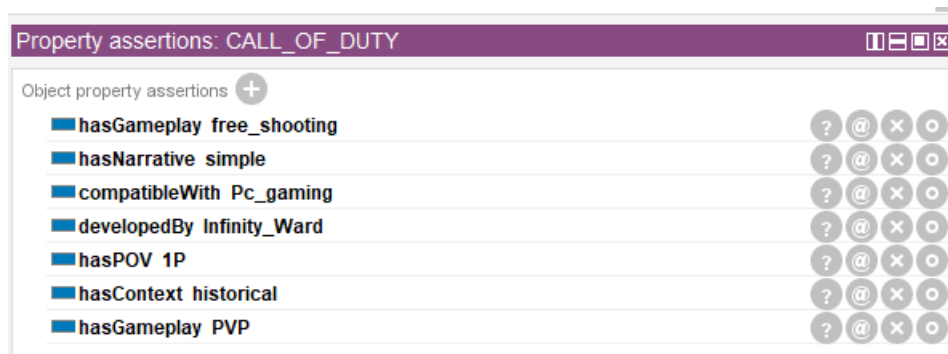 Property assertions: CALL_OF_DUTY
Object property assertions
hasGameplay free_shooting
hasNarrative simple
compatibleWith Pc_gaming
developedBy Infinity_Ward
hasPOV 1P
hasContext historical
hasGameplay PVP